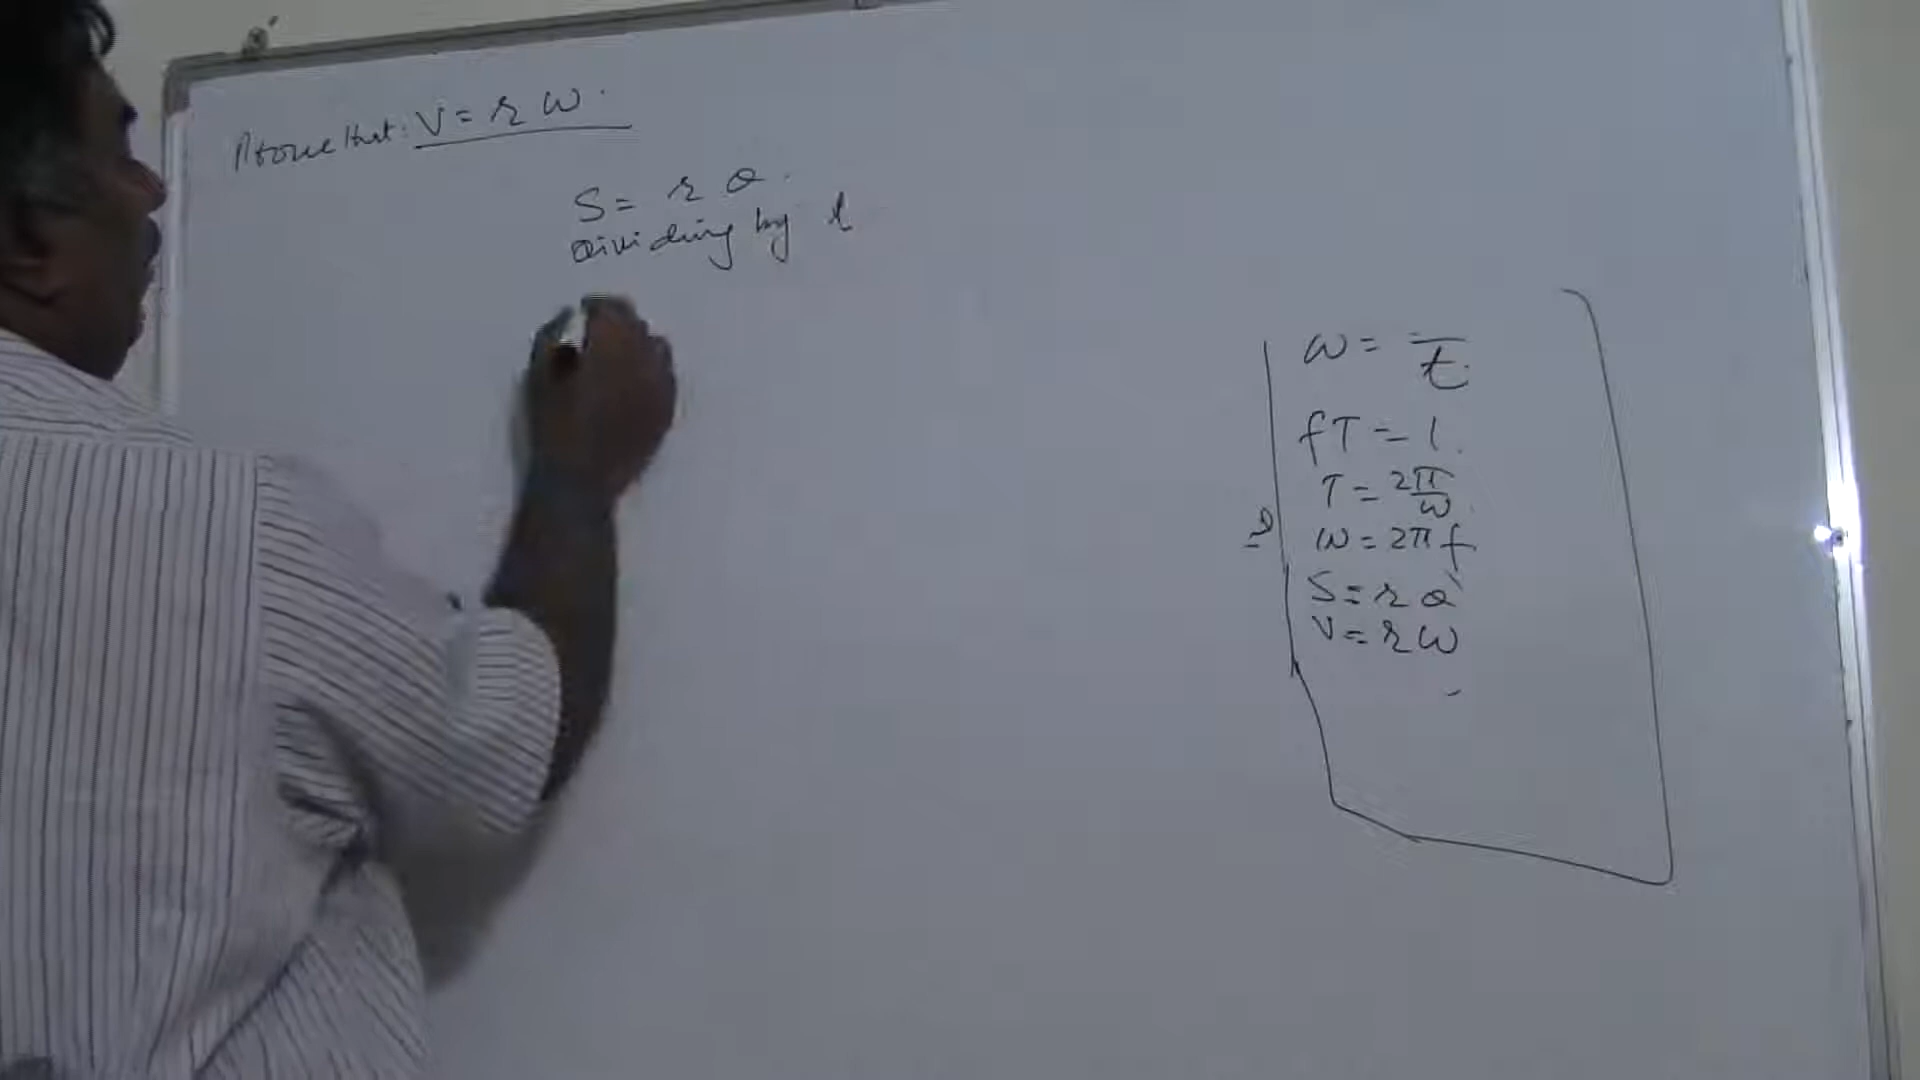 Prove that: V = r ω.
S = r θ.
Dividing by t
ω = — / t
fT = 1.
T = 2π/ω
ω = 2π f
S = r θ
V = r ω